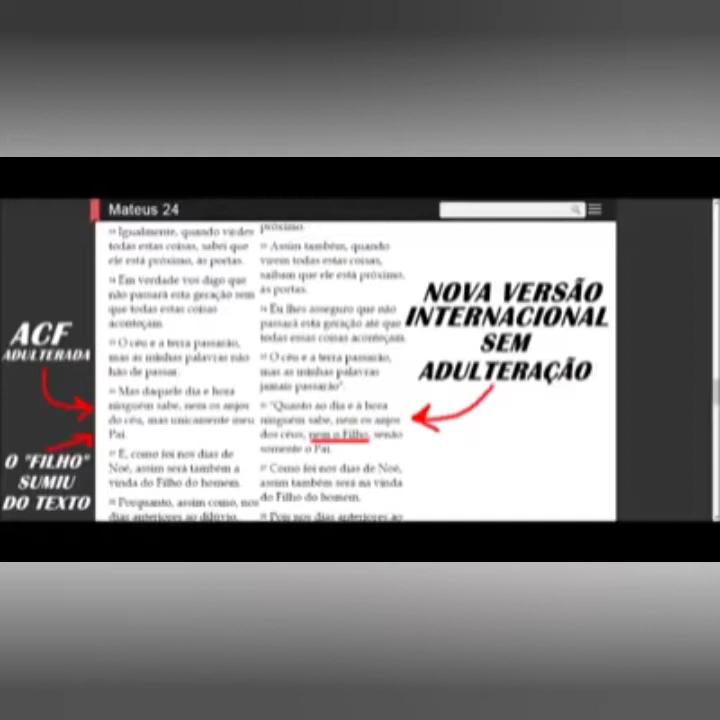 Mateus 24
Igualmente, quando virdes
todas estas coisas, sabei que
ele está próximo, às portas.
Em verdade vos digo que
não passará esta geração sem
que todas estas coisas
aconteçam.
O céu e a terra passarão,
mas as minhas palavras não
hão de passar.
Mas daquele dia e hora
ninguém sabe, nem os anjos
do céu, mas unicamente meu
Pai.
E, como foi nos dias de
Noé, assim será também a
vinda do Filho do homem.
Porquanto, assim como, nos
dias anteriores ao dilúvio,
próximo.
Assim também, quando
virem todas estas coisas,
saibam que ele está próximo,
às portas.
Eu lhes asseguro que não
passará esta geração até que
todas estas coisas aconteçam.
O céu e a terra passarão,
mas as minhas palavras
jamais passarão".
"Quanto ao dia e à hora
ninguém sabe, nem os anjos
dos céus, nem o Filho, senão
somente o Pai.
Como foi nos dias de Noé,
assim também será na vinda
do Filho do homem.
Pois nos dias anteriores ao
ACF
ADULTERADA
O "FILHO"
SUMIU
DO TEXTO
NOVA VERSÃO
INTERNACIONAL
SEM
ADULTERAÇÃO